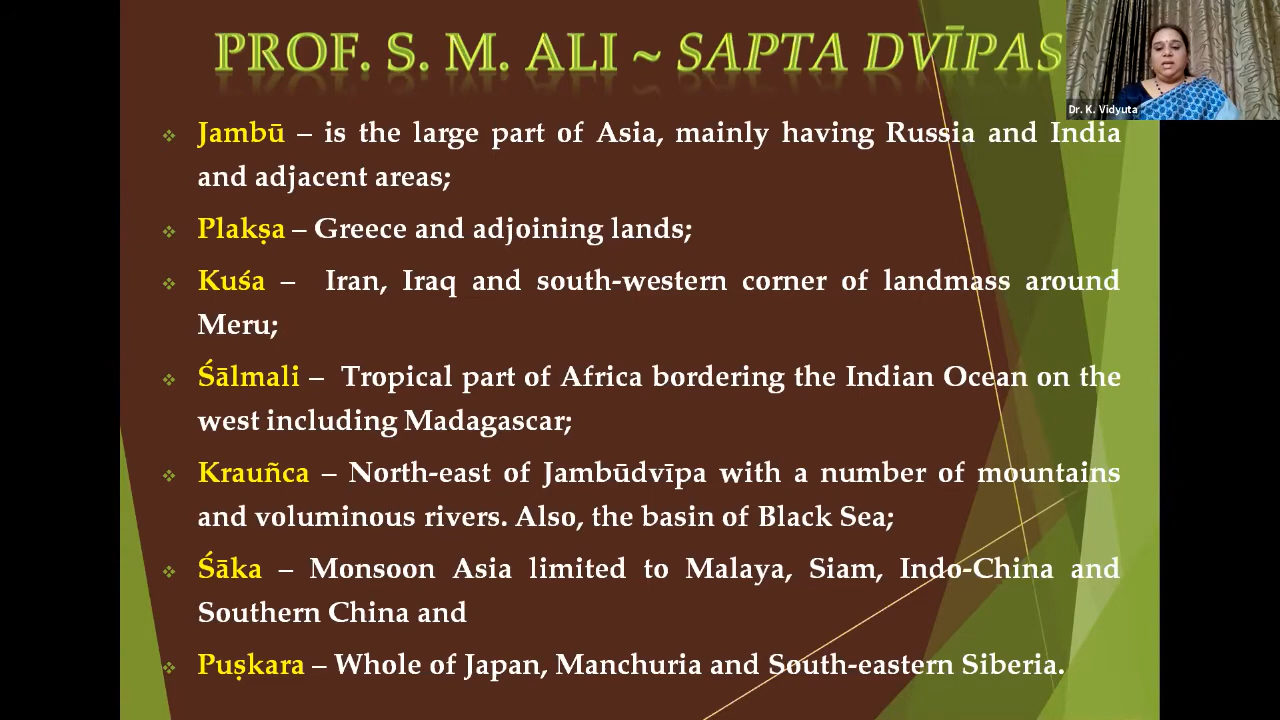 PROF. S. M. ALI ~ SAPTA DVĪPAS
Dr. K. Vidyuta
Jambū – is the large part of Asia, mainly having Russia and India
and adjacent areas;
Plakṣa – Greece and adjoining lands;
Kuśa – Iran, Iraq and south-western corner of landmass around
Meru;
Śālmali – Tropical part of Africa bordering the Indian Ocean on the
west including Madagascar;
Krauñca – North-east of Jambūdvīpa with a number of mountains
and voluminous rivers. Also, the basin of Black Sea;
Śāka – Monsoon Asia limited to Malaya, Siam, Indo-China and
Southern China and
Puṣkara – Whole of Japan, Manchuria and South-eastern Siberia.